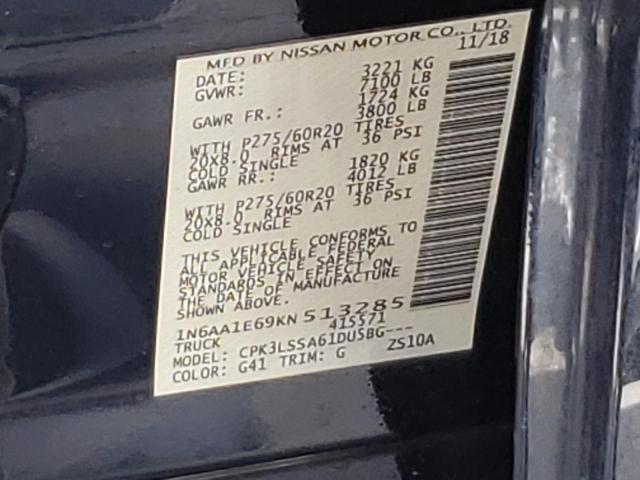 MFD BY NISSAN MOTOR CO., LTD.
DATE: 11/18
GVWR: 3221 KG
7100 LB
GAWR FR.: 1724 KG
3800 LB
WITH P275/60R20 TIRES
20X8.0 RIMS AT 36 PSI
COLD SINGLE
GAWR RR.: 1820 KG
4012 LB
WITH P275/60R20 TIRES
20X8.0 RIMS AT 36 PSI
COLD SINGLE
THIS VEHICLE CONFORMS TO
ALL APPLICABLE FEDERAL
MOTOR VEHICLE SAFETY
STANDARDS IN EFFECT ON
THE DATE OF MANUFACTURE
SHOWN ABOVE.
1N6AA1E69KN513285
TRUCK 415571
MODEL: CPK3LSSA61DU5BG---
COLOR: G41 TRIM: G ZS10A